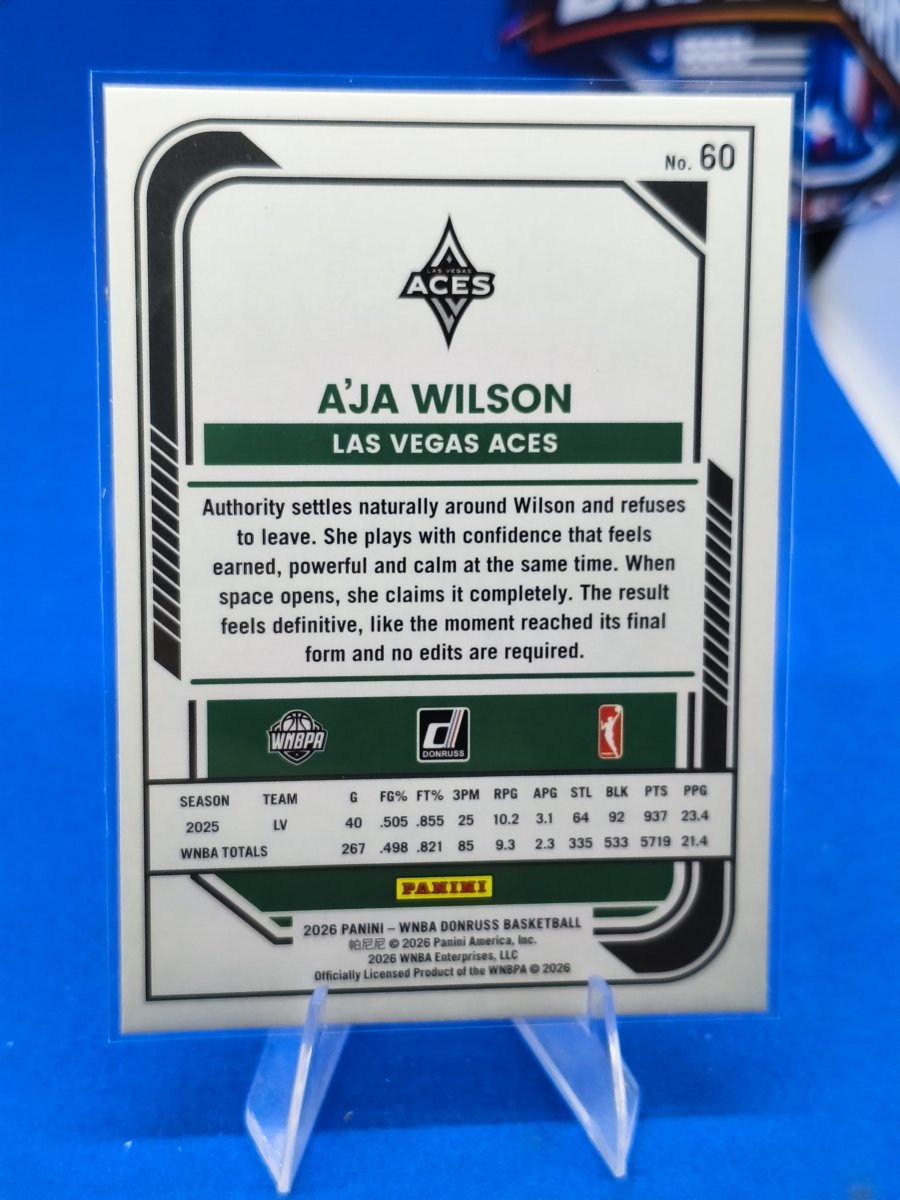 No. 60
LAS VEGAS
ACES
A'JA WILSON
LAS VEGAS ACES
Authority settles naturally around Wilson and refuses
to leave. She plays with confidence that feels
earned, powerful and calm at the same time. When
space opens, she claims it completely. The result
feels definitive, like the moment reached its final
form and no edits are required.
WNBPA
DONRUSS
SEASON TEAM G FG% FT% 3PM RPG APG STL BLK PTS PPG
2025 LV 40 .505 .855 25 10.2 3.1 64 92 937 23.4
WNBA TOTALS 267 .498 .821 85 9.3 2.3 335 533 5719 21.4
PANINI
2026 PANINI – WNBA DONRUSS BASKETBALL
帕尼尼 © 2026 Panini America, Inc.
2026 WNBA Enterprises, LLC
Officially Licensed Product of the WNBPA © 2026